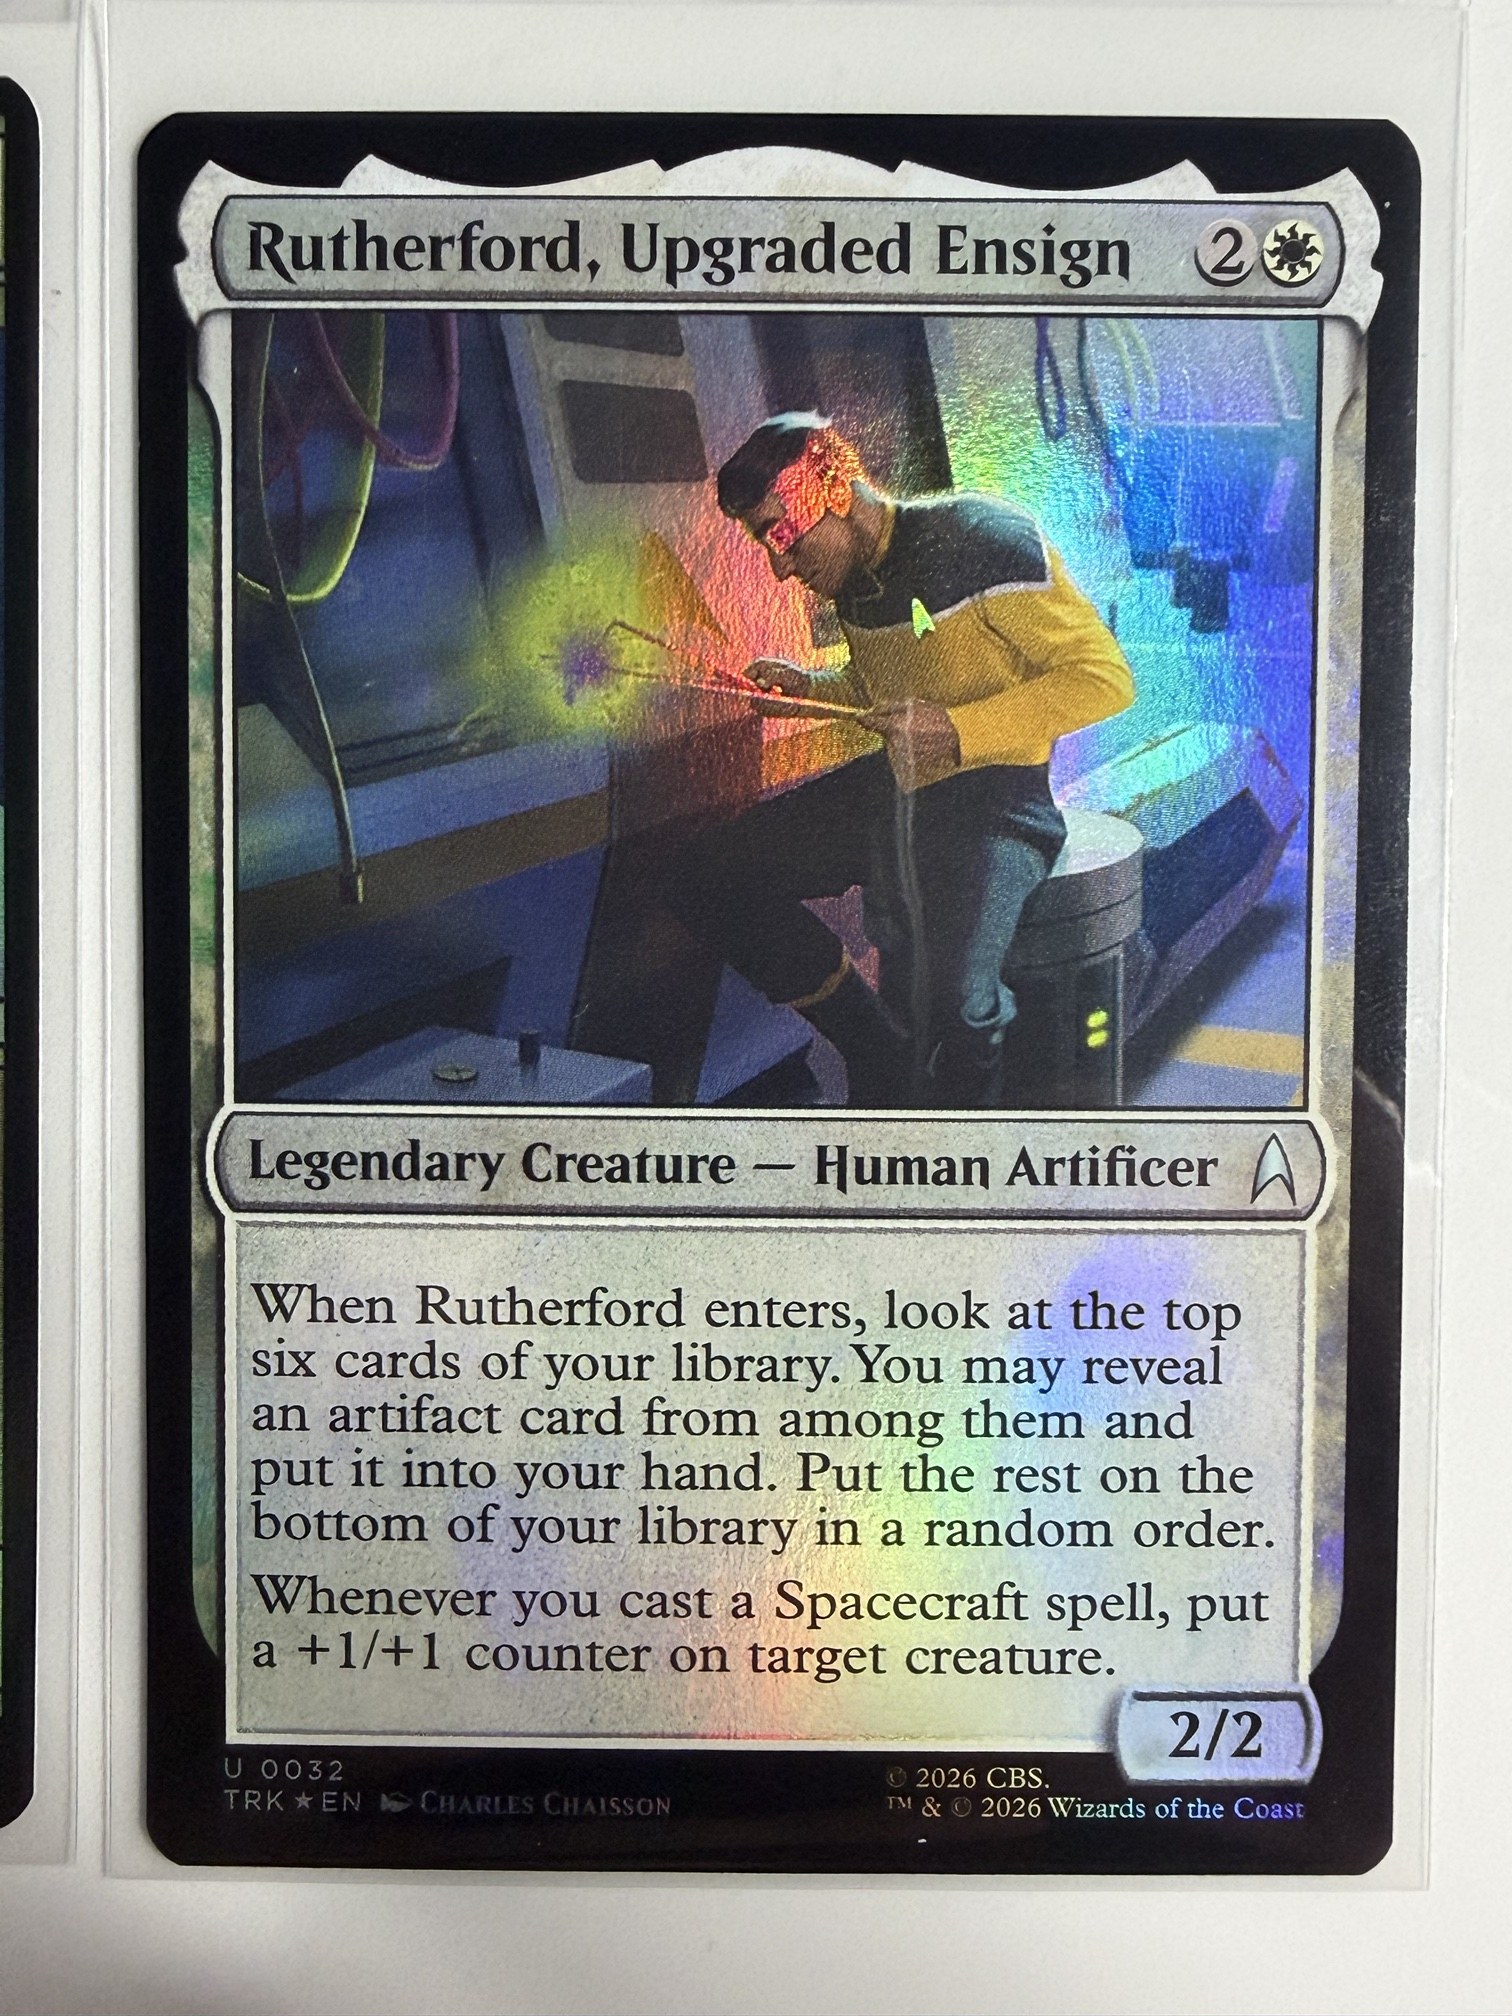 Rutherford, Upgraded Ensign 2
Legendary Creature — Human Artificer
When Rutherford enters, look at the top
six cards of your library. You may reveal
an artifact card from among them and
put it into your hand. Put the rest on the
bottom of your library in a random order.
Whenever you cast a Spacecraft spell, put
a +1/+1 counter on target creature.
2/2
U 0032
TRK ★ EN CHARLES CHAISSON
© 2026 CBS.
™ & © 2026 Wizards of the Coast